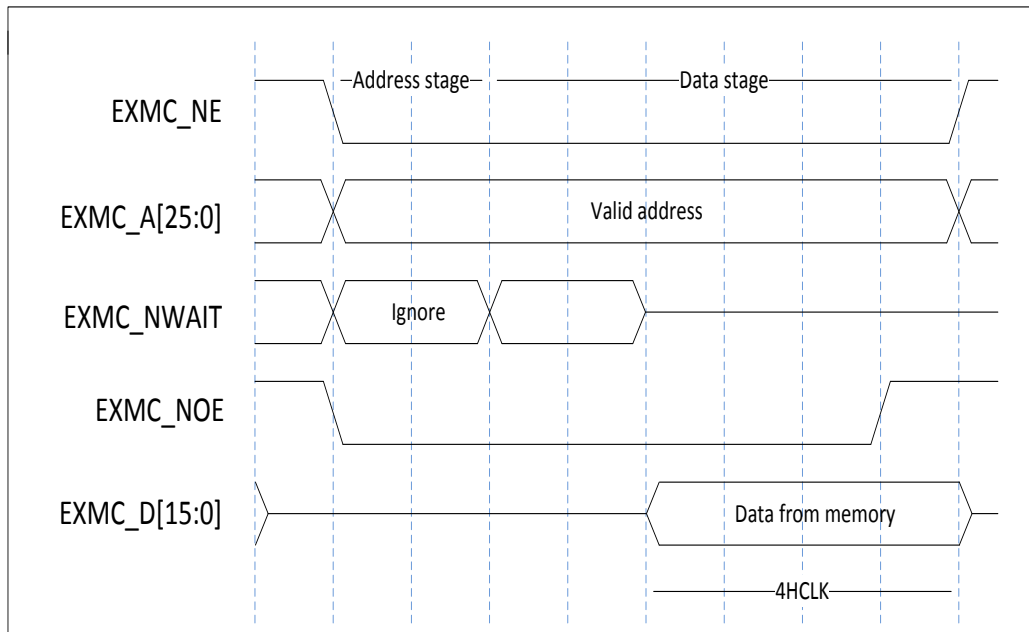 Address stage
Data stage
EXMC_NE
EXMC_A[25:0]
Valid address
EXMC_NWAIT
Ignore
EXMC_NOE
EXMC_D[15:0]
Data from memory
4HCLK